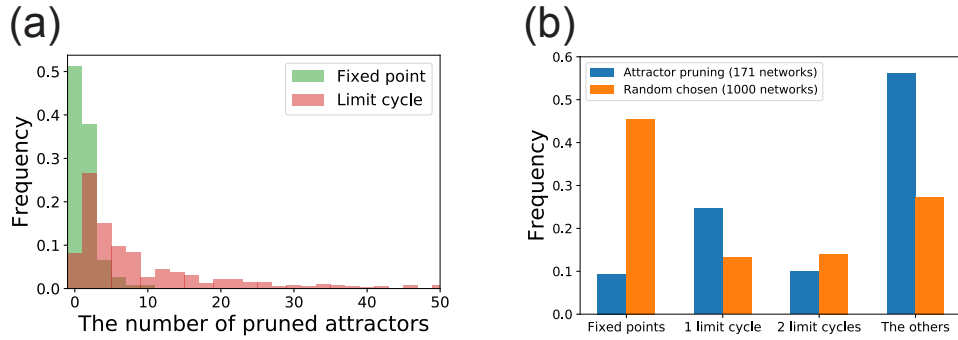 (a)
Frequency
0.5
0.4
0.3
0.2
0.1
0.0
Fixed point
Limit cycle
0 10 20 30 40 50
The number of pruned attractors
(b)
Frequency
0.6
0.5
0.4
0.3
0.2
0.1
0.0
Attractor pruning (171 networks)
Random chosen (1000 networks)
Fixed points 1 limit cycle 2 limit cycles The others